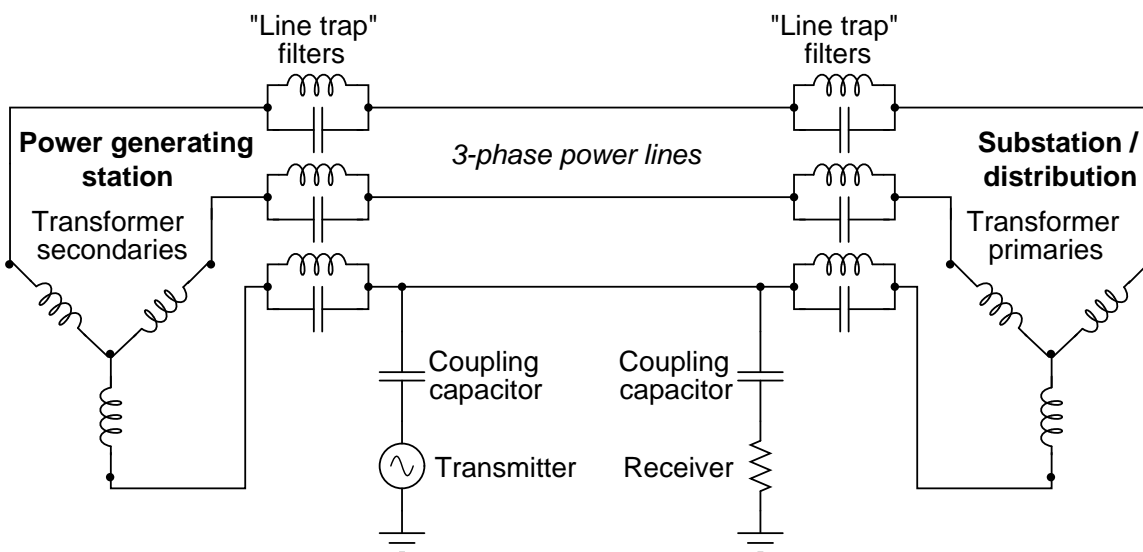 "Line trap"
filters
"Line trap"
filters
Power generating
station
3-phase power lines
Substation /
distribution
Transformer
secondaries
Transformer
primaries
Coupling
capacitor
Coupling
capacitor
Transmitter
Receiver